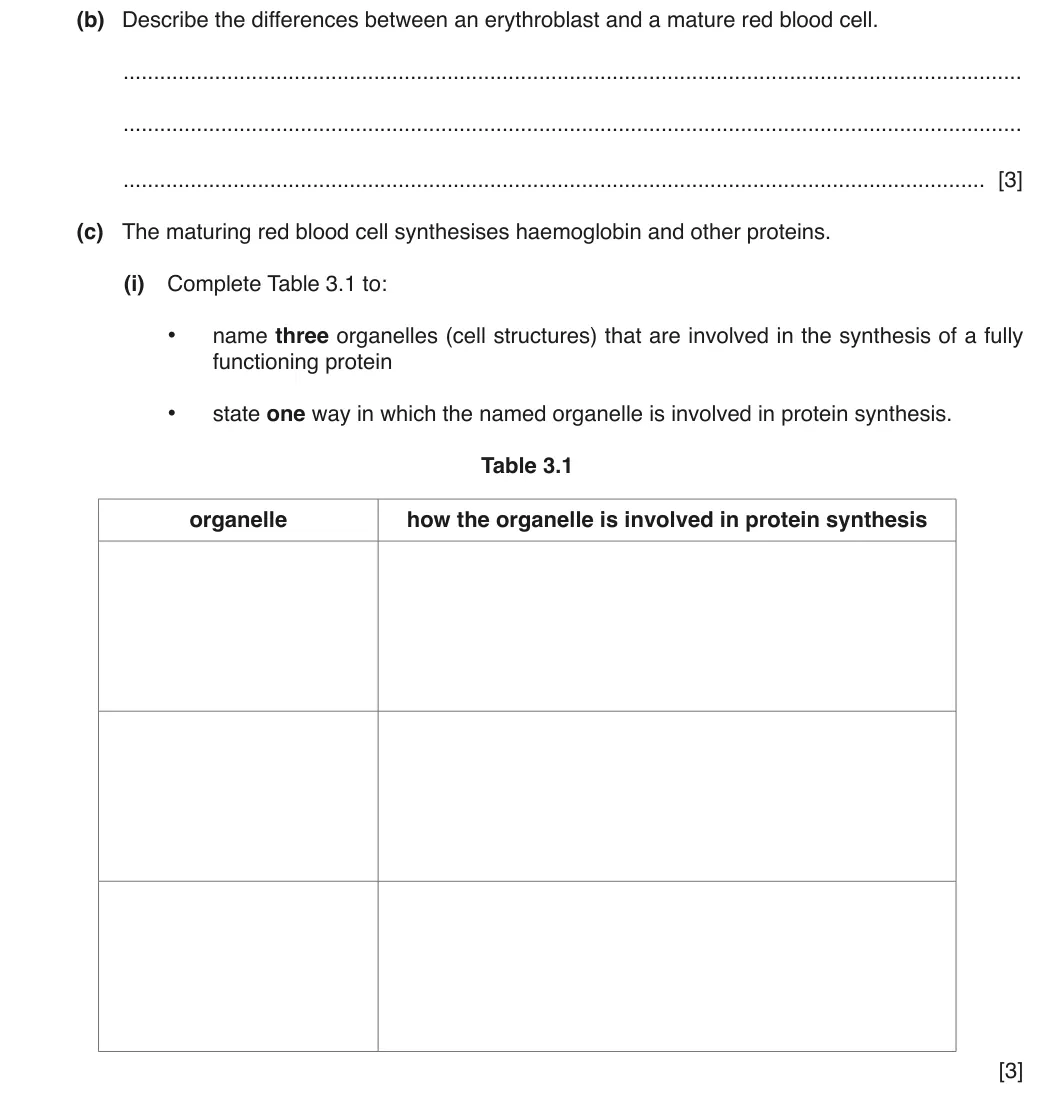 (b) Describe the differences between an erythroblast and a mature red blood cell.
..........................................................................................................................................................
..........................................................................................................................................................
.................................................................................................................................................... [3]
(c) The maturing red blood cell synthesises haemoglobin and other proteins.
(i) Complete Table 3.1 to:
• name three organelles (cell structures) that are involved in the synthesis of a fully
functioning protein
• state one way in which the named organelle is involved in protein synthesis.
Table 3.1
organelle how the organelle is involved in protein synthesis
[3]